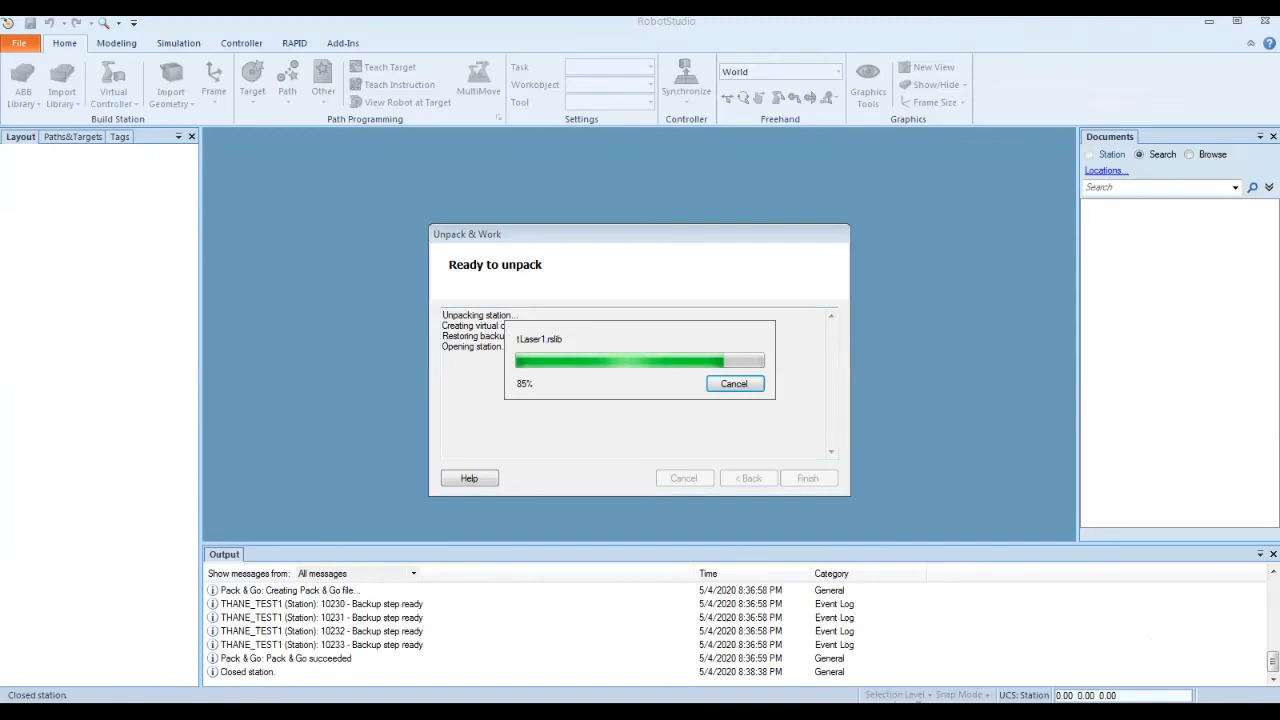 RobotStudio
File Home Modeling Simulation Controller RAPID Add-Ins
ABB Library
Import Library
Virtual Controller
Import Geometry
Frame
Build Station
Target
Path
Other
Teach Target
Teach Instruction
View Robot at Target
MultiMove
Path Programming
Task
Workobject
Tool
Settings
Synchronize
Controller
World
Freehand
Graphics Tools
New View
Show/Hide
Frame Size
Graphics
Layout Paths&Targets Tags
Documents
Station Search Browse
Locations...
Search
Unpack & Work
Ready to unpack
Unpacking station...
Creating virtual
Restoring backu
Opening station.
tLaser1.rslib
85%
Cancel
Help Cancel < Back Finish
Output
Show messages from: All messages Time Category
Pack & Go: Creating Pack & Go file... 5/4/2020 8:36:58 PM General
THANE_TEST1 (Station): 10230 - Backup step ready 5/4/2020 8:36:58 PM Event Log
THANE_TEST1 (Station): 10231 - Backup step ready 5/4/2020 8:36:58 PM Event Log
THANE_TEST1 (Station): 10232 - Backup step ready 5/4/2020 8:36:58 PM Event Log
THANE_TEST1 (Station): 10233 - Backup step ready 5/4/2020 8:36:58 PM Event Log
Pack & Go: Pack & Go succeeded 5/4/2020 8:36:59 PM General
Closed station. 5/4/2020 8:38:38 PM General
Closed station. Selection Level Snap Mode UCS: Station 0.00 0.00 0.00